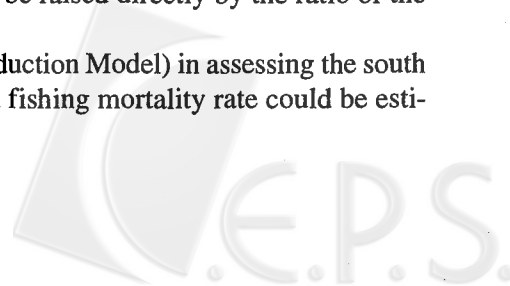 be raised directly by the ratio of the
duction Model) in assessing the south
fishing mortality rate could be esti-
C.E.P.S.